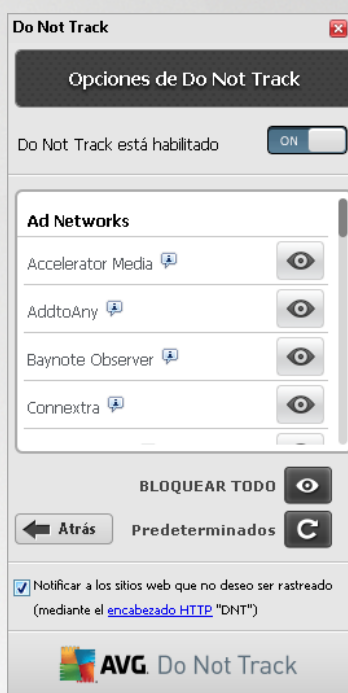 Do Not Track
Opciones de Do Not Track
Do Not Track está habilitado
ON
Ad Networks
Accelerator Media
AddtoAny
Baynote Observer
Connextra
BLOQUEAR TODO
Atrás
Predeterminados
Notificar a los sitios web que no deseo ser rastreado
(mediante el encabezado HTTP "DNT")
AVG. Do Not Track